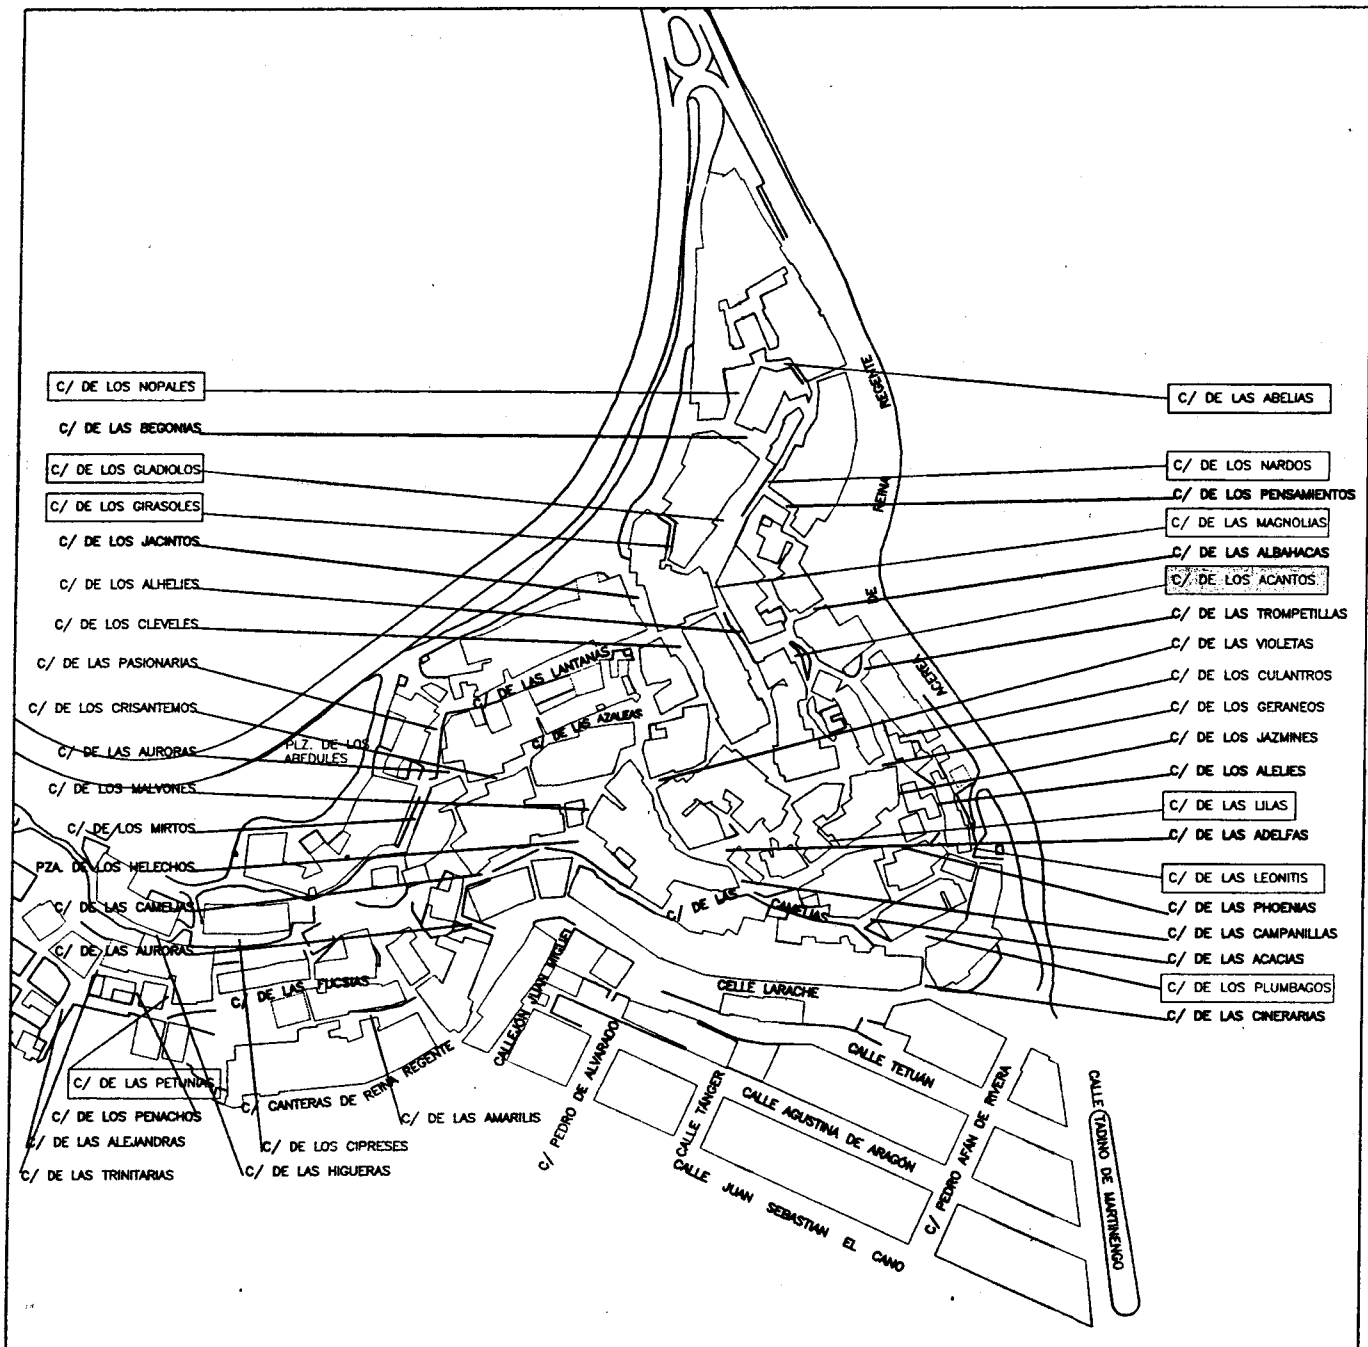 C/ DE LOS NOPALES
C/ DE LAS BEGONIAS
C/ DE LOS GLADIOLOS
C/ DE LOS GIRASOLES
C/ DE LOS JACINTOS
C/ DE LOS ALHELIES
C/ DE LOS CLEVELES
C/ DE LAS PASIONARIAS
C/ DE LOS CRISANTEMOS
C/ DE LAS AURORAS
C/ DE LOS MALVONES
C/ DE LOS MIRTOS
PZA. DE LOS HELECHOS
C/ DE LAS CAMELIAS
C/ DE LAS AURORAS
C/ DE LAS PETUNIAS
C/ DE LOS PENACHOS
C/ DE LAS ALEJANDRAS
C/ DE LAS TRINITARIAS
C/ DE LOS CIPRESES
C/ DE LAS HIGUERAS
C/ DE LAS AMARILIS
PLZ. DE LOS
ABEDULES
C/ DE LAS LANTANAS
C/ DE LAS AZALEAS
C/ DE LAS FUCSIAS
C/ CANTERAS DE REINA REGENTE
C/ DE LAS CAMELIAS
CALLEJÓN JUAN MIGUEL
C/ PEDRO DE ALVARADO
CELLE LARACHE
CALLE TETUÁN
CALLE TÁNGER
CALLE AGUSTINA DE ARAGÓN
CALLE JUAN SEBASTIAN EL CANO
C/ PEDRO AFÁN DE RIVERA
CALLE TADINO DE MARTINENGO
ACEREA DE REINA REGENTE
C/ DE LAS ABELIAS
C/ DE LOS NARDOS
C/ DE LOS PENSAMIENTOS
C/ DE LAS MAGNOLIAS
C/ DE LAS ALBAHACAS
C/ DE LOS ACANTOS
C/ DE LAS TROMPETILLAS
C/ DE LAS VIOLETAS
C/ DE LOS CULANTROS
C/ DE LOS GERANEOS
C/ DE LOS JAZMINES
C/ DE LOS ALELIES
C/ DE LAS LILAS
C/ DE LAS ADELFAS
C/ DE LAS LEONITIS
C/ DE LAS PHOENIAS
C/ DE LAS CAMPANILLAS
C/ DE LAS ACACIAS
C/ DE LOS PLUMBAGOS
C/ DE LAS CINERARIAS